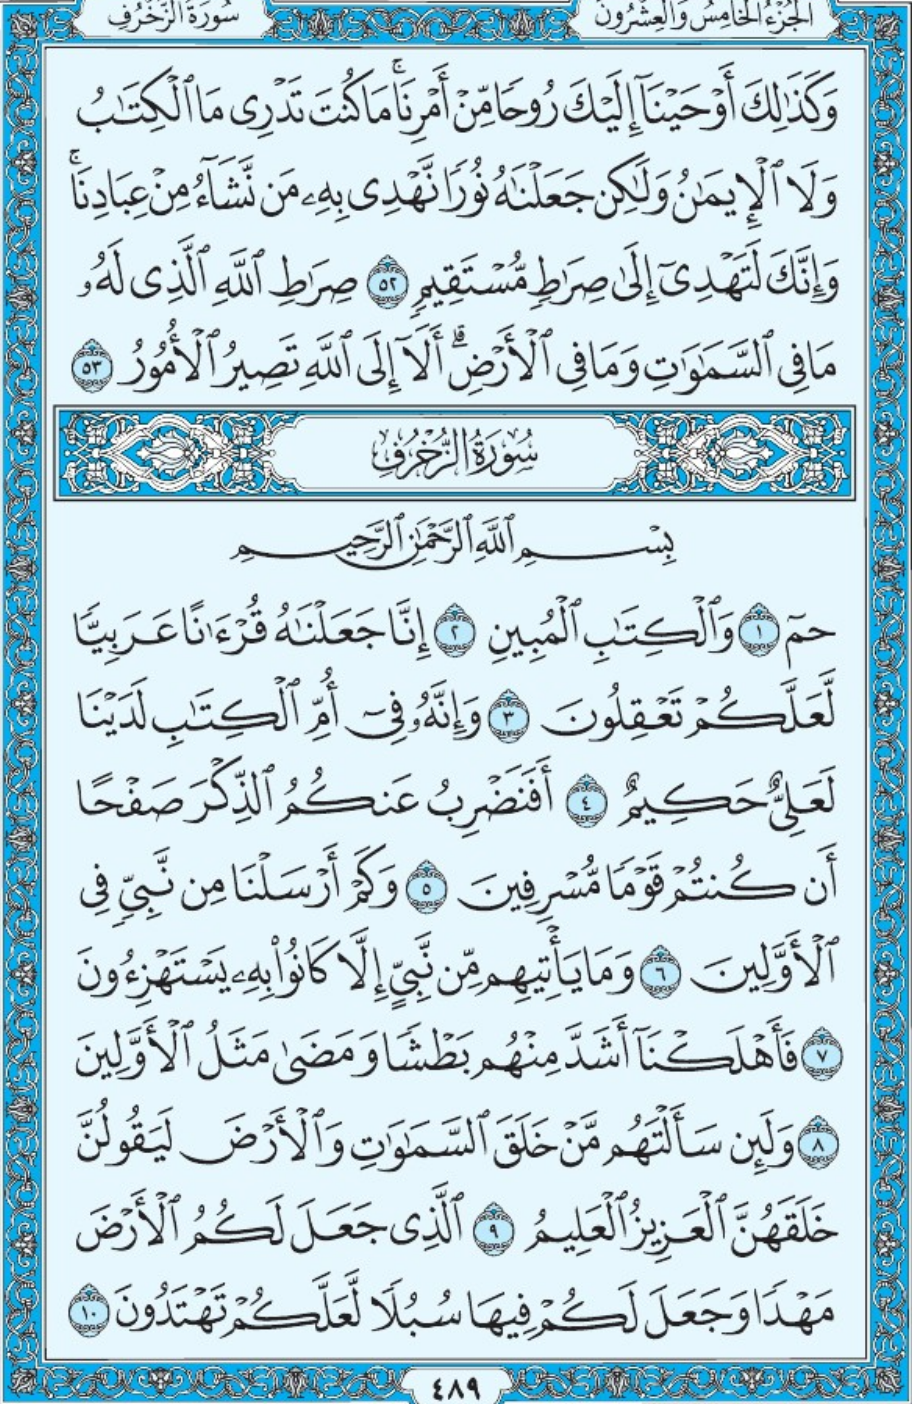 الجُزْءُ الخَامِسُ وَالعِشْرُونَ
سُورَةُ الزُّخْرُفِ
وَكَذَٰلِكَ أَوْحَيْنَآ إِلَيْكَ رُوحًا مِّنْ أَمْرِنَاۚ مَا كُنتَ تَدْرِى مَا ٱلْكِتَٰبُ
وَلَا ٱلْإِيمَٰنُ وَلَٰكِن جَعَلْنَٰهُ نُورًا نَّهْدِى بِهِۦ مَن نَّشَآءُ مِنْ عِبَادِنَاۚ
وَإِنَّكَ لَتَهْدِىٓ إِلَىٰ صِرَٰطٍ مُّسْتَقِيمٍ ٥٢ صِرَٰطِ ٱللَّهِ ٱلَّذِى لَهُۥ
مَا فِى ٱلسَّمَٰوَٰتِ وَمَا فِى ٱلْأَرْضِۗ أَلَآ إِلَى ٱللَّهِ تَصِيرُ ٱلْأُمُورُ ٥٣
سُورَةُ الزُّخْرُفِ
بِسْمِ ٱللَّهِ ٱلرَّحْمَٰنِ ٱلرَّحِيمِ
حمٓ ١ وَٱلْكِتَٰبِ ٱلْمُبِينِ ٢ إِنَّا جَعَلْنَٰهُ قُرْءَٰنًا عَرَبِيًّا
لَّعَلَّكُمْ تَعْقِلُونَ ٣ وَإِنَّهُۥ فِىٓ أُمِّ ٱلْكِتَٰبِ لَدَيْنَا
لَعَلِىٌّ حَكِيمٌ ٤ أَفَنَضْرِبُ عَنكُمُ ٱلذِّكْرَ صَفْحًا
أَن كُنتُمْ قَوْمًا مُّسْرِفِينَ ٥ وَكَمْ أَرْسَلْنَا مِن نَّبِىٍّ فِى
ٱلْأَوَّلِينَ ٦ وَمَا يَأْتِيهِم مِّن نَّبِىٍّ إِلَّا كَانُوا۟ بِهِۦ يَسْتَهْزِءُونَ
٧ فَأَهْلَكْنَآ أَشَدَّ مِنْهُم بَطْشًا وَمَضَىٰ مَثَلُ ٱلْأَوَّلِينَ
٨ وَلَئِن سَأَلْتَهُم مَّنْ خَلَقَ ٱلسَّمَٰوَٰتِ وَٱلْأَرْضَ لَيَقُولُنَّ
خَلَقَهُنَّ ٱلْعَزِيزُ ٱلْعَلِيمُ ٩ ٱلَّذِى جَعَلَ لَكُمُ ٱلْأَرْضَ
مَهْدًا وَجَعَلَ لَكُمْ فِيهَا سُبُلًا لَّعَلَّكُمْ تَهْتَدُونَ ١٠
٤٨٩